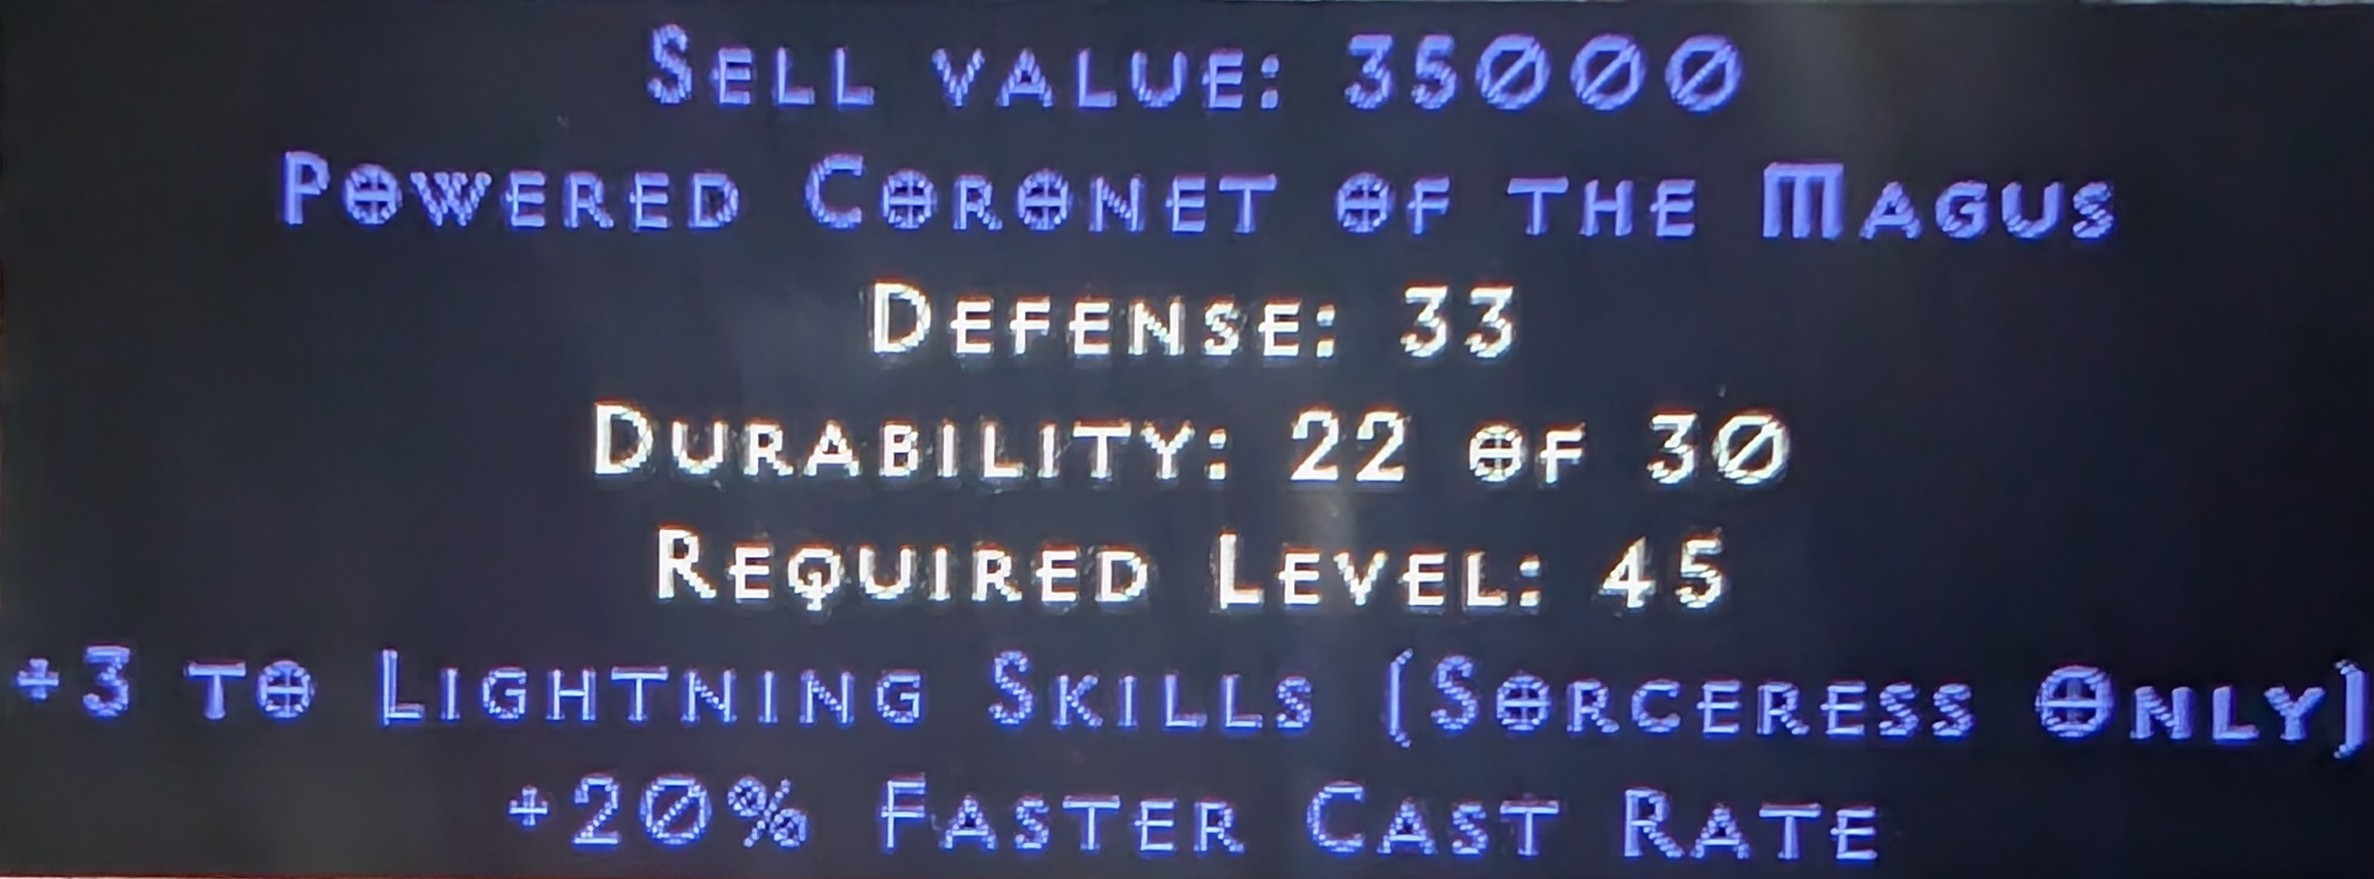 Sell value: 35000
Powered Coronet of the Magus
Defense: 33
Durability: 22 of 30
Required Level: 45
+3 to Lightning Skills (Sorceress Only)
+20% Faster Cast Rate